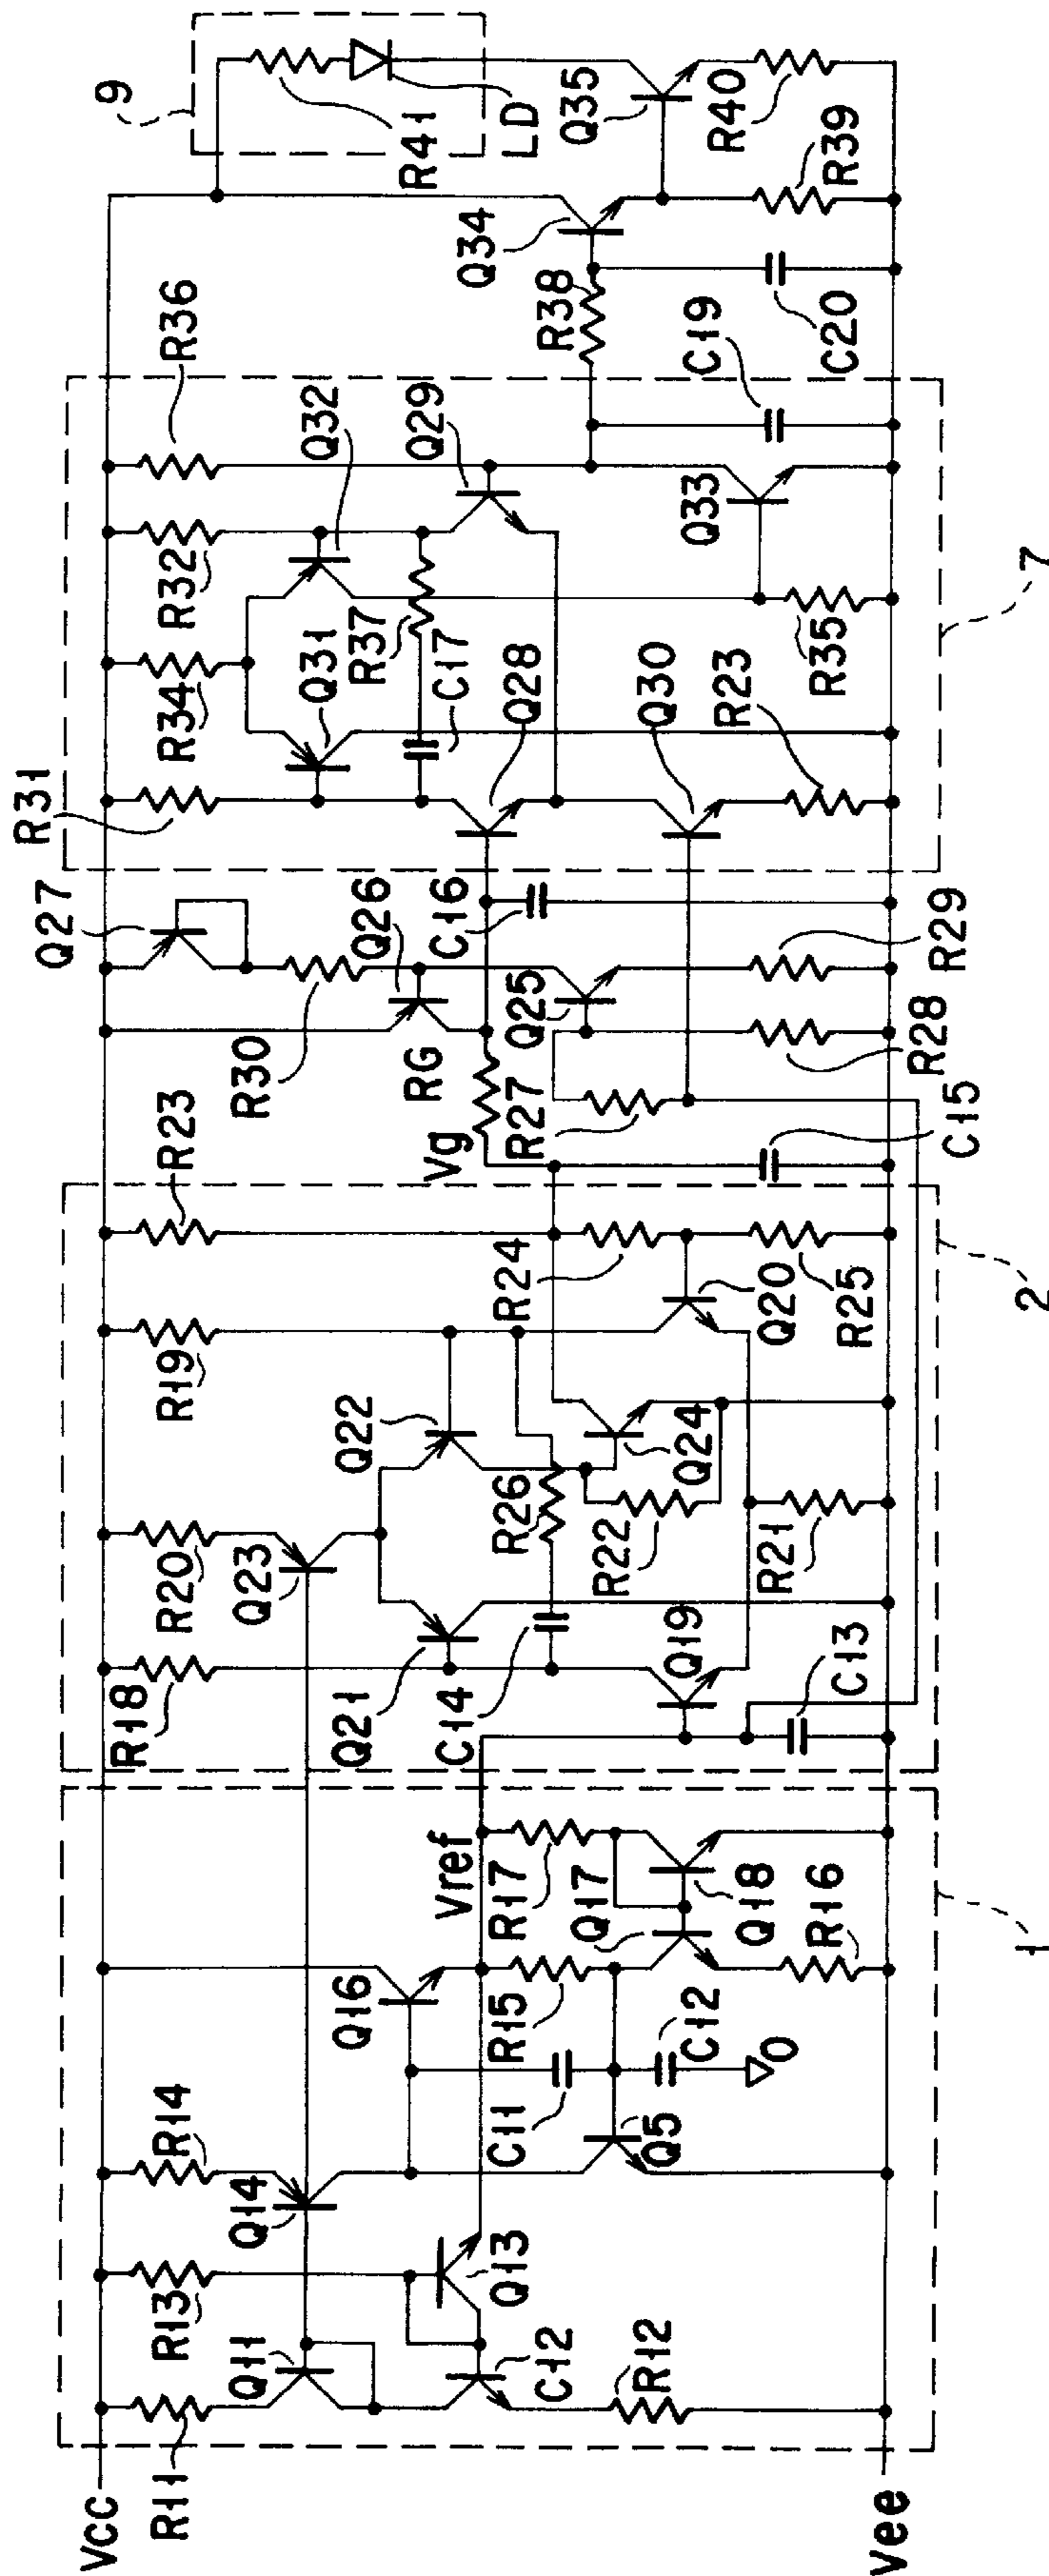 Vcc
R11
Q11
R13
Q14
R14
Q13
C12
R12
Q16
Vref
C11
R15
R17
Q5
C12
O
Q17
Q18
R16
1
R18
R20
R19
R23
Q23
Q21
Q22
C14
R26
R24
Q24
R22
Q19
Q20
C13
R21
R25
2
Q27
R30
Q26
RG
Vg
R27
C16
Q25
R29
R28
C15
R31
R34
R32
R36
Q31
Q32
R37
C17
Q29
Q28
Q30
R23
Q33
R35
7
R38
C19
Q34
C20
9
R41
LD
Q35
R40
R39
Vee